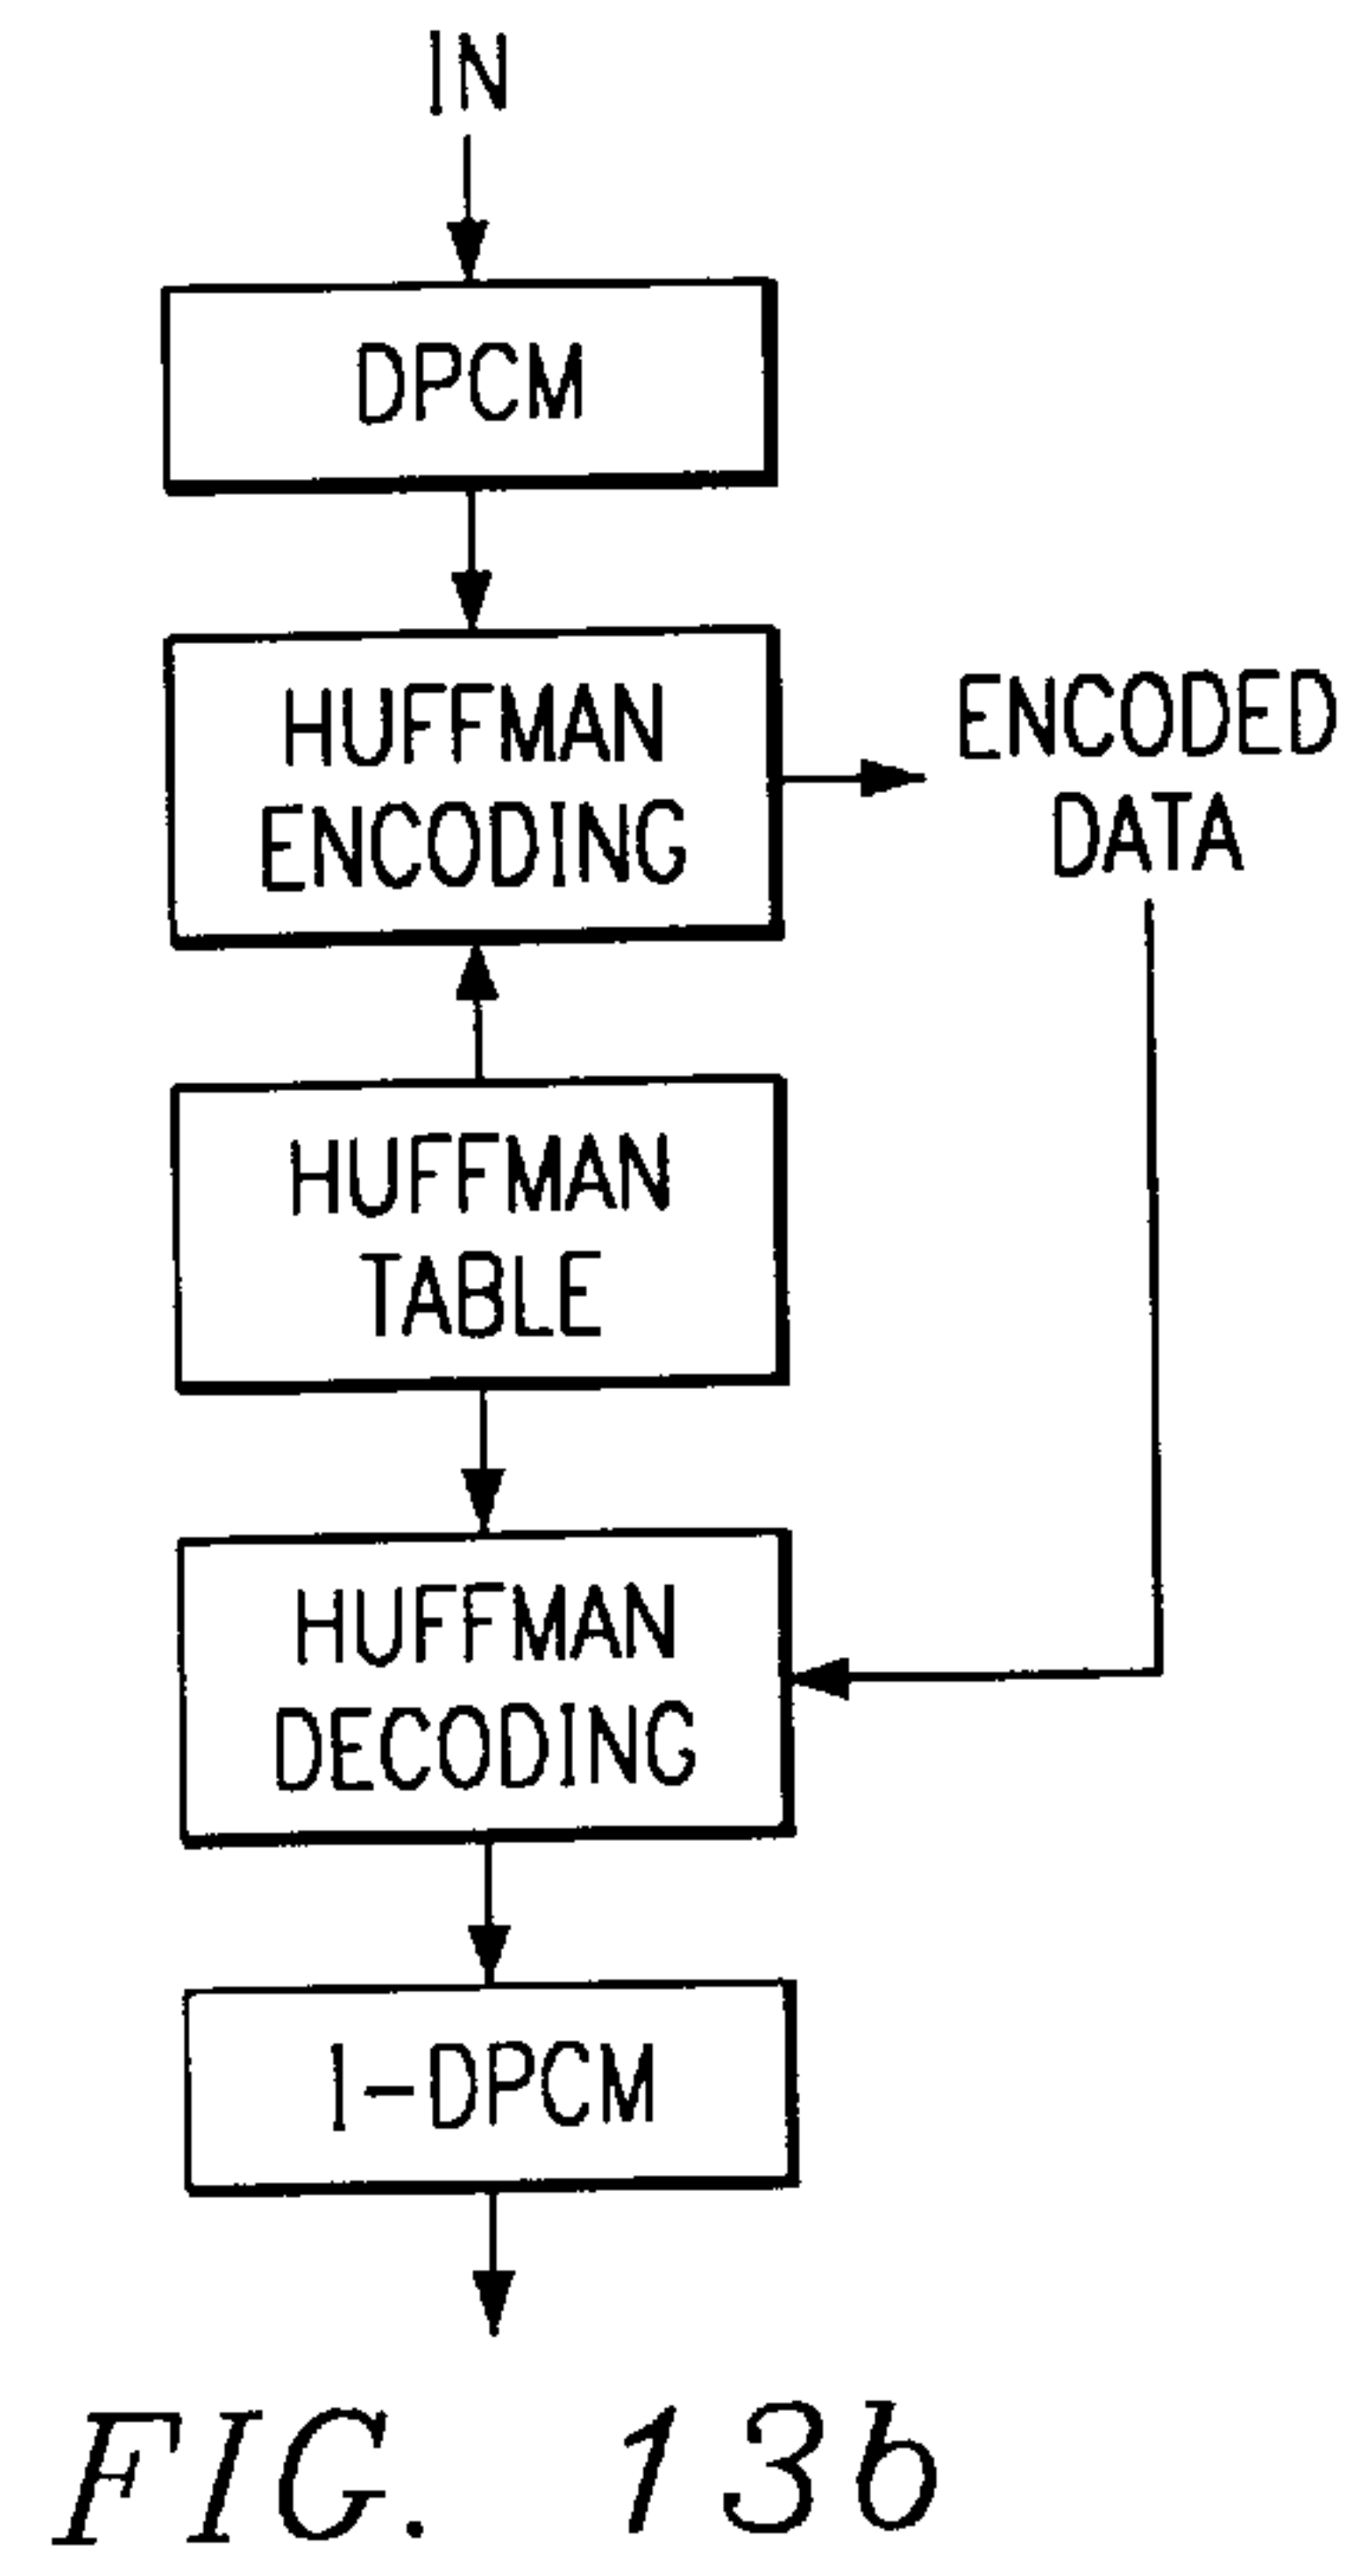 IN
DPCM
HUFFMAN
ENCODING
ENCODED
DATA
HUFFMAN
TABLE
HUFFMAN
DECODING
I-DPCM
FIG. 13b